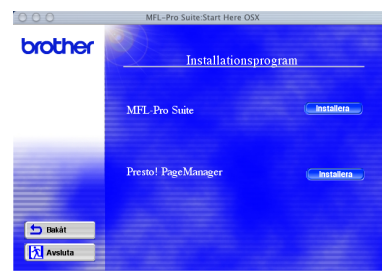 MFL-Pro Suite:Start Here OSX
brother
Installationsprogram
MFL-Pro Suite
Installera
Presto! PageManager
Installera
Bakåt
Avsluta